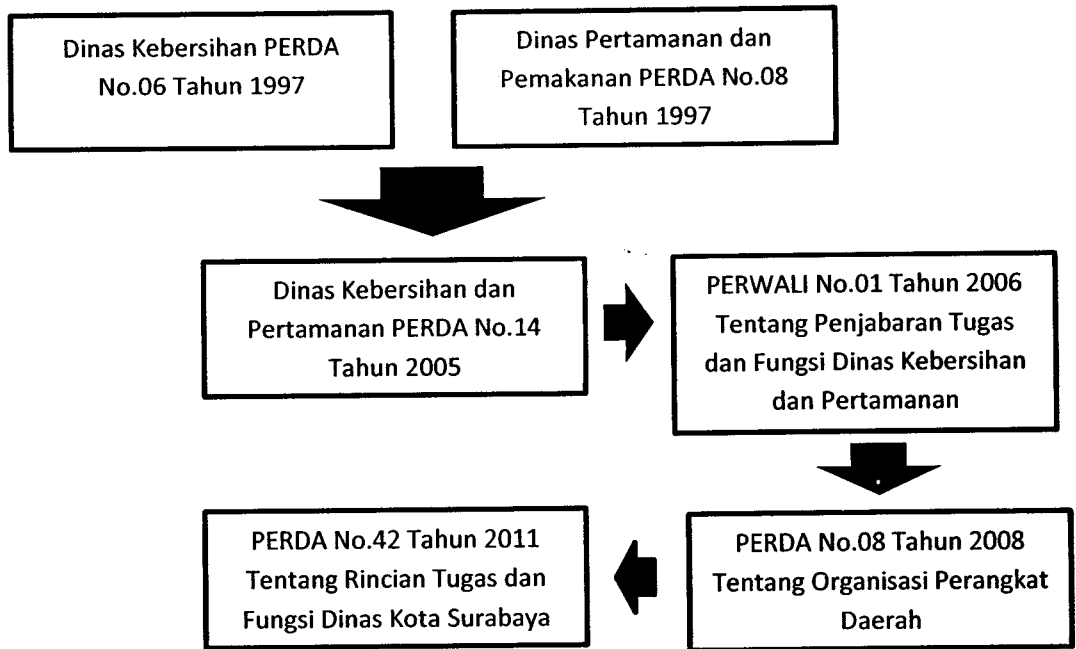 Dinas Kebersihan PERDA
No.06 Tahun 1997
Dinas Pertamanan dan
Pemakanan PERDA No.08
Tahun 1997
Dinas Kebersihan dan
Pertamanan PERDA No.14
Tahun 2005
PERWALI No.01 Tahun 2006
Tentang Penjabaran Tugas
dan Fungsi Dinas Kebersihan
dan Pertamanan
PERDA No.08 Tahun 2008
Tentang Organisasi Perangkat
Daerah
PERDA No.42 Tahun 2011
Tentang Rincian Tugas dan
Fungsi Dinas Kota Surabaya